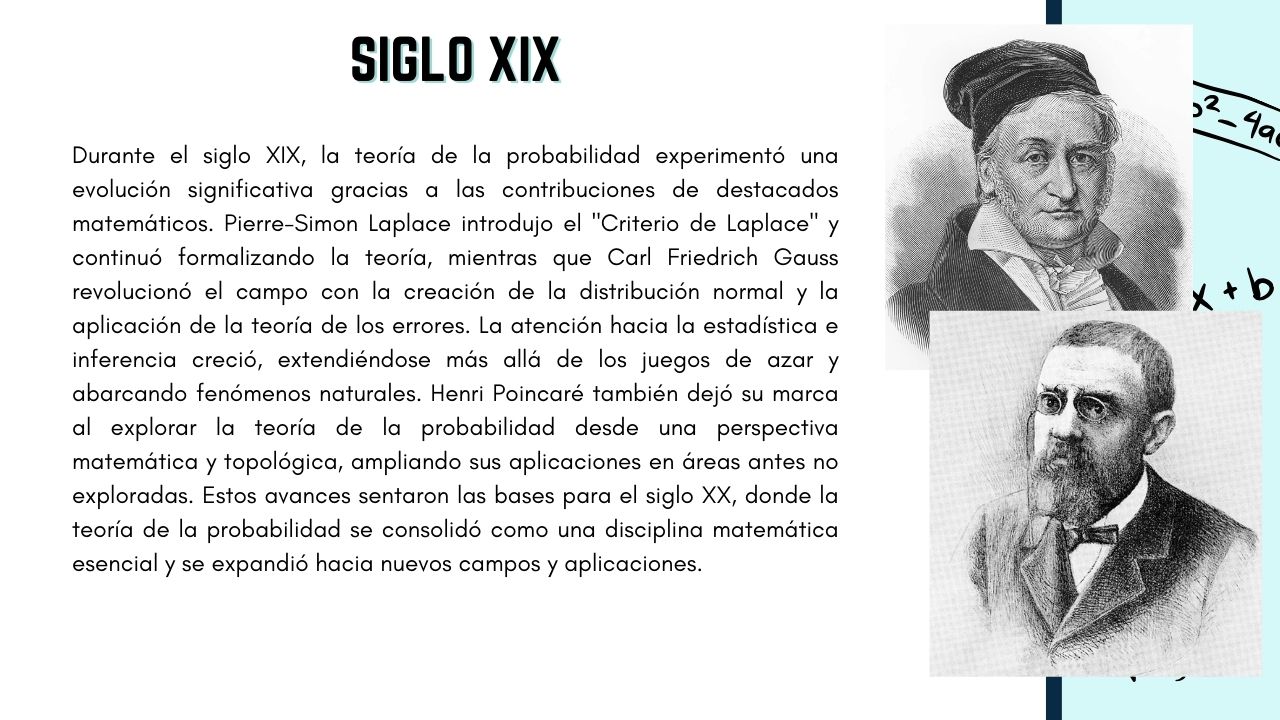 SIGLO XIX
Durante el siglo XIX, la teoría de la probabilidad experimentó una
evolución significativa gracias a las contribuciones de destacados
matemáticos. Pierre-Simon Laplace introdujo el "Criterio de Laplace" y
continuó formalizando la teoría, mientras que Carl Friedrich Gauss
revolucionó el campo con la creación de la distribución normal y la
aplicación de la teoría de los errores. La atención hacia la estadística e
inferencia creció, extendiéndose más allá de los juegos de azar y
abarcando fenómenos naturales. Henri Poincaré también dejó su marca
al explorar la teoría de la probabilidad desde una perspectiva
matemática y topológica, ampliando sus aplicaciones en áreas antes no
exploradas. Estos avances sentaron las bases para el siglo XX, donde la
teoría de la probabilidad se consolidó como una disciplina matemática
esencial y se expandió hacia nuevos campos y aplicaciones.
b² - 4a
x + b